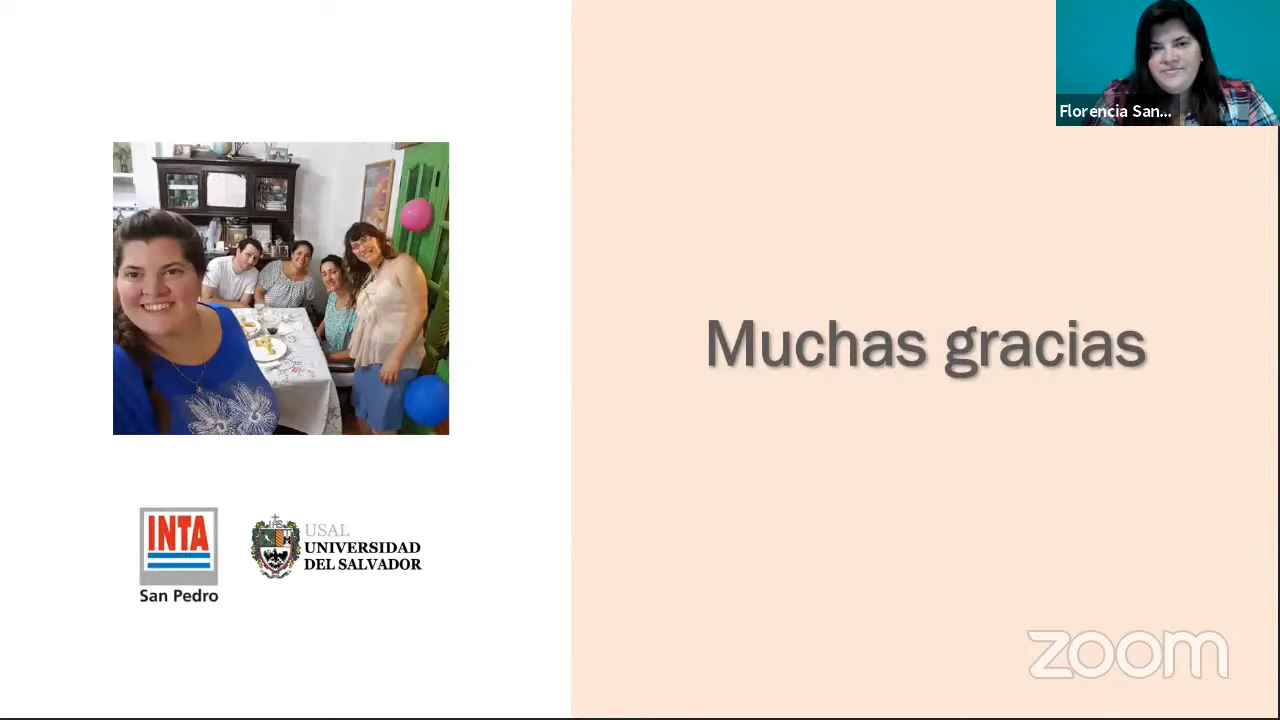 Florencia San...
Muchas gracias
INTA
San Pedro
USAL
UNIVERSIDAD
DEL SALVADOR
zoom